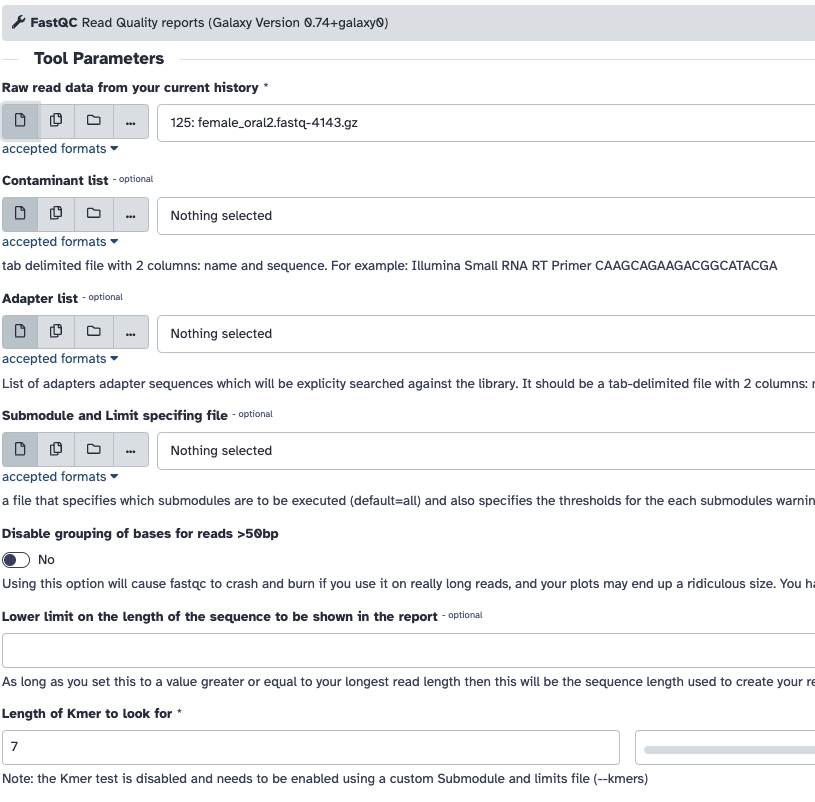 FastQC Read Quality reports (Galaxy Version 0.74+galaxy0)
Tool Parameters
Raw read data from your current history *
...
125: female_oral2.fastq-4143.gz
accepted formats
Contaminant list - optional
...
Nothing selected
accepted formats
tab delimited file with 2 columns: name and sequence. For example: Illumina Small RNA RT Primer CAAGCAGAAGACGGCATACGA
Adapter list - optional
...
Nothing selected
accepted formats
List of adapters adapter sequences which will be explicity searched against the library. It should be a tab-delimited file with 2 columns:
Submodule and Limit specifing file - optional
...
Nothing selected
accepted formats
a file that specifies which submodules are to be executed (default=all) and also specifies the thresholds for the each submodules warnin
Disable grouping of bases for reads >50bp
No
Using this option will cause fastqc to crash and burn if you use it on really long reads, and your plots may end up a ridiculous size. You ha
Lower limit on the length of the sequence to be shown in the report - optional
As long as you set this to a value greater or equal to your longest read length then this will be the sequence length used to create your re
Length of Kmer to look for *
7
Note: the Kmer test is disabled and needs to be enabled using a custom Submodule and limits file (--kmers)